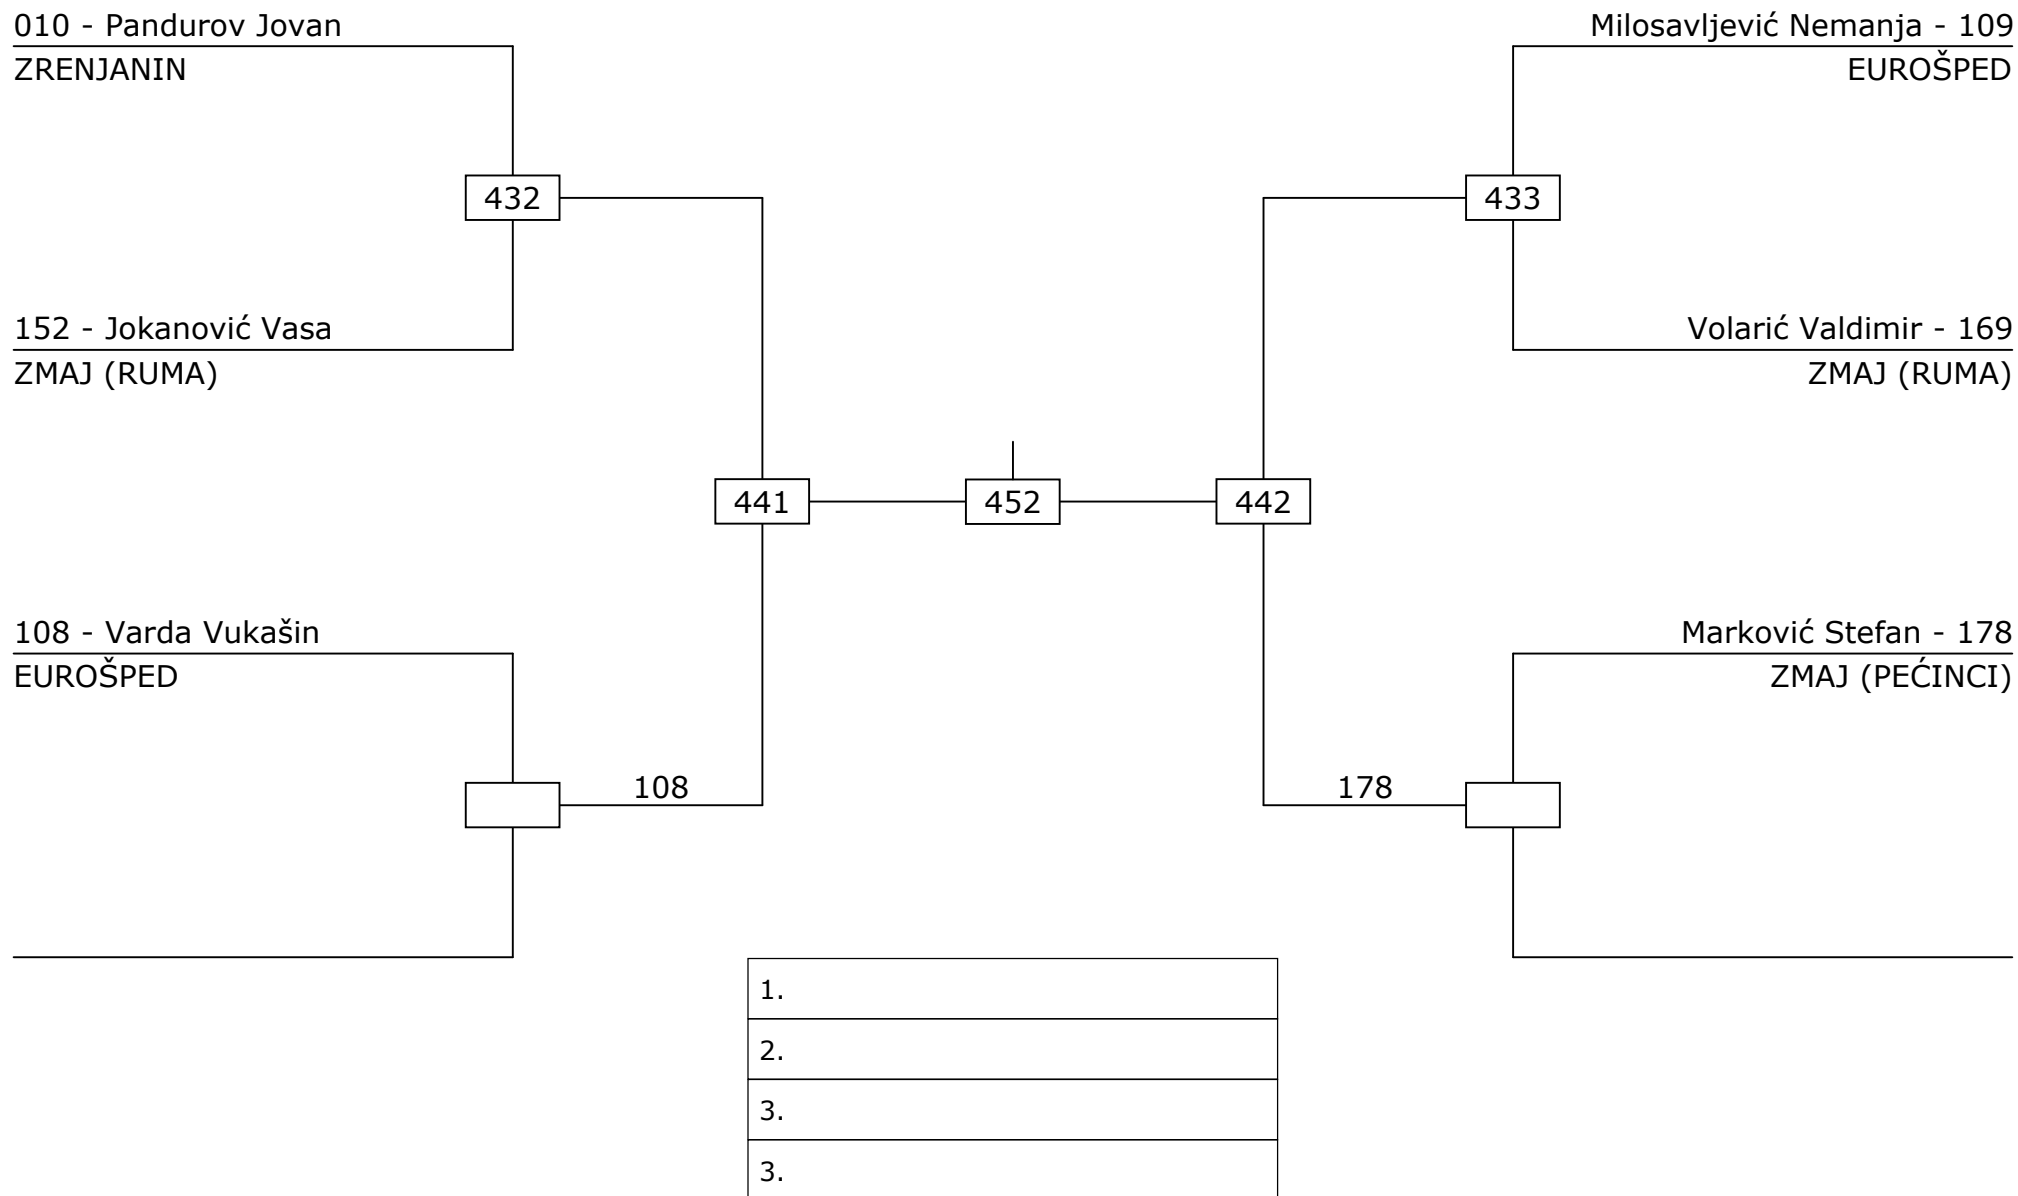 010 - Pandurov Jovan
ZRENJANIN
Milosavljević Nemanja - 109
EUROŠPED
432
433
152 - Jokanović Vasa
ZMAJ (RUMA)
Volarić Valdimir - 169
ZMAJ (RUMA)
441
452
442
108 - Varda Vukašin
EUROŠPED
Marković Stefan - 178
ZMAJ (PEĆINCI)
108
178
1.
2.
3.
3.